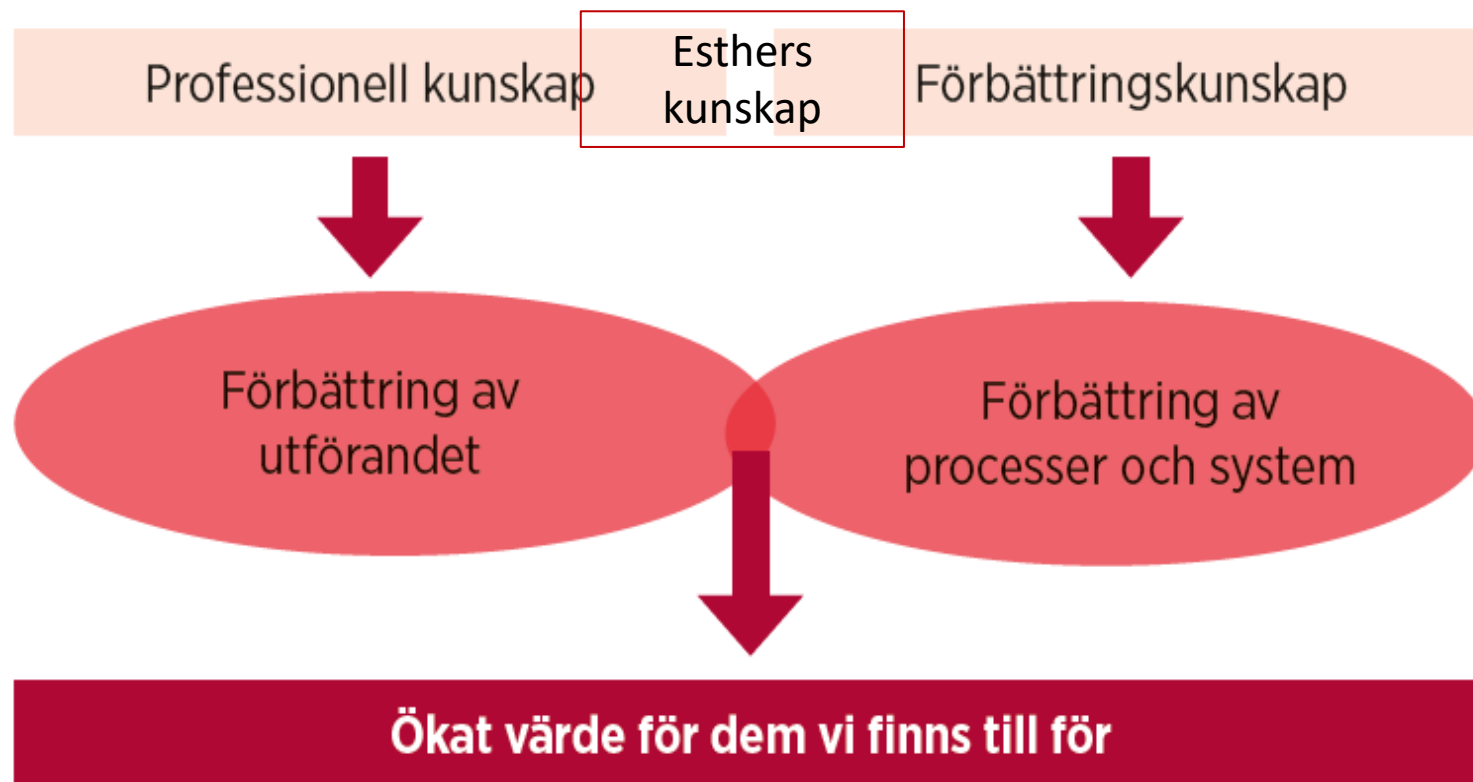 Professionell kunskap
Esthers
kunskap
Förbättringskunskap
Förbättring av
utförandet
Förbättring av
processer och system
Ökat värde för dem vi finns till för